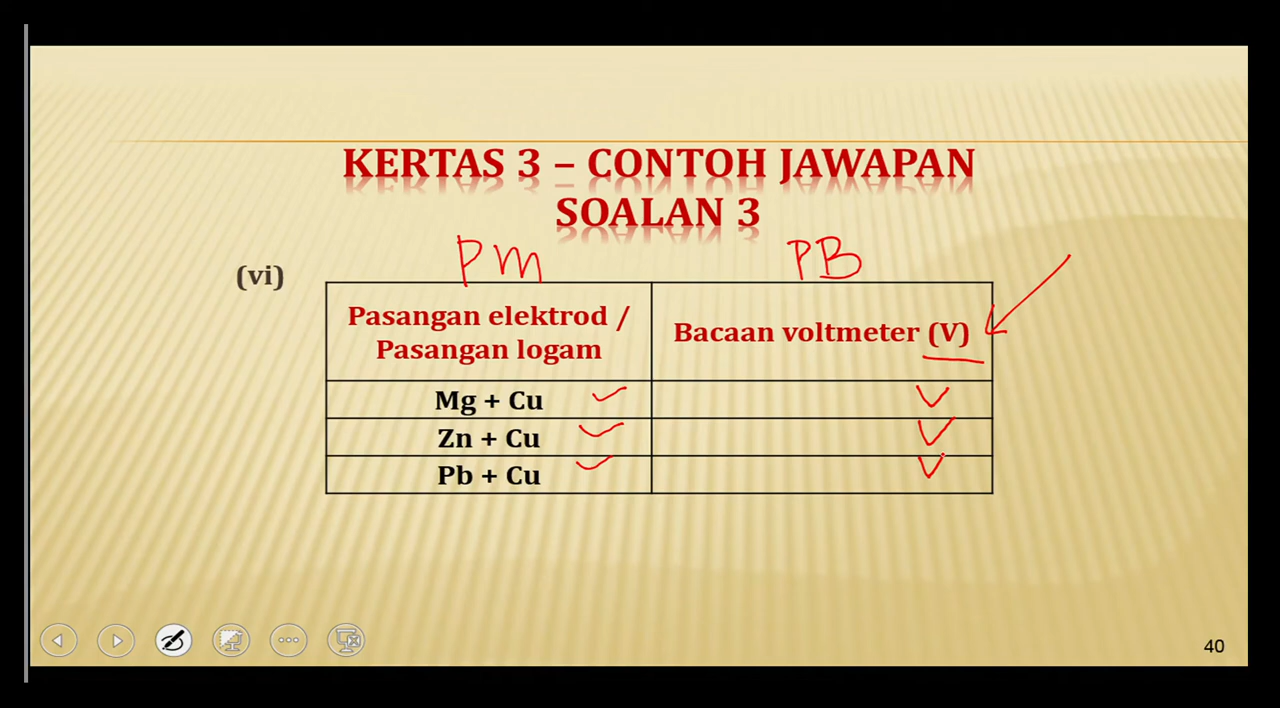 KERTAS 3 – CONTOH JAWAPAN
SOALAN 3
PM PB
(vi)
Pasangan elektrod /
Pasangan logam
Bacaan voltmeter (V)
Mg + Cu
Zn + Cu
Pb + Cu
40